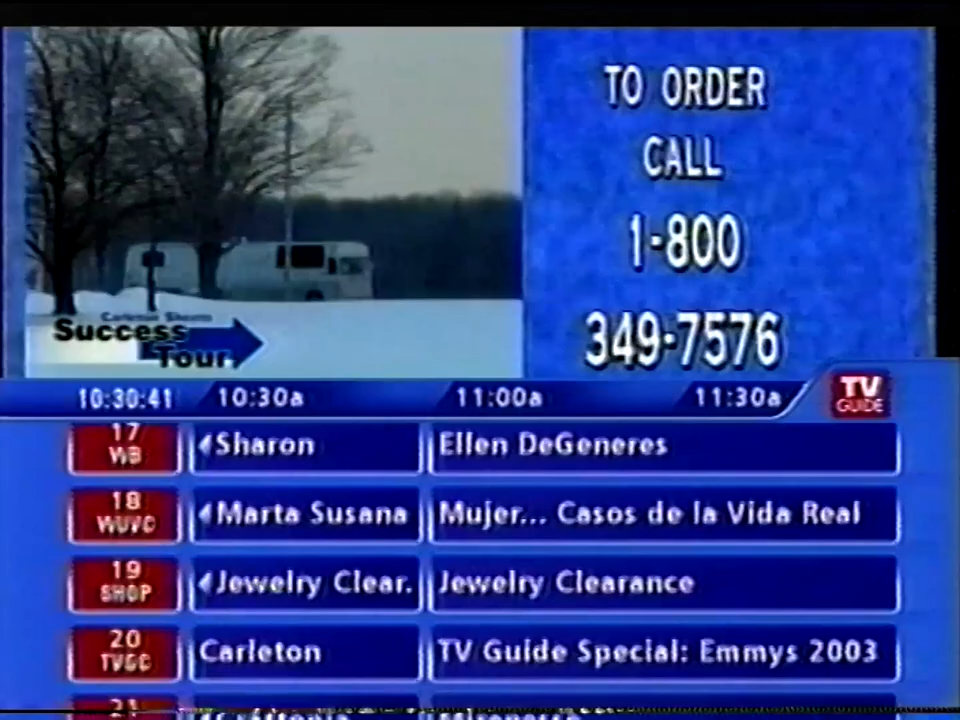 TO ORDER
CALL
1-800
349-7576
Carleton Sheets
Success
Tour
10:30:41 10:30a 11:00a 11:30a TV GUIDE
17 WB Sharon Ellen DeGeneres
18 WUVC Marta Susana Mujer... Casos de la Vida Real
19 SHOP Jewelry Clear. Jewelry Clearance
20 TVGC Carleton TV Guide Special: Emmys 2003
21